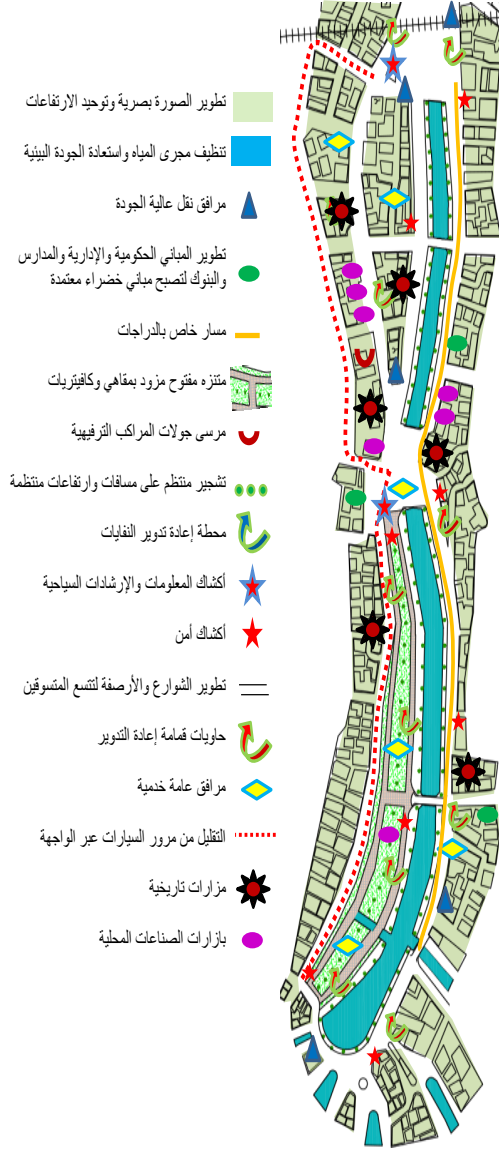 تطوير الصورة بصرية وتوحيد الارتفاعات
تنظيف مجرى المياه واستعادة الجودة البيئية
مرافق نقل عالية الجودة
تطوير المباني الحكومية والإدارية والمدارس
والبنوك لتصبح مباني خضراء معتمدة
مسار خاص بالدراجات
متنزه مفتوح مزود بمقاهي وكافيتريات
مرسى جولات المراكب الترفيهية
تشجير منتظم على مسافات وارتفاعات منتظمة
محطة إعادة تدوير النفايات
أكشاك المعلومات والإرشادات السياحية
أكشاك أمن
تطوير الشوارع والأرصفة لتتسع المتسوقين
حاويات قمامة إعادة التدوير
مرافق عامة خدمية
التقليل من مرور السيارات عبر الواجهة
مزارات تاريخية
بازارات الصناعات المحلية